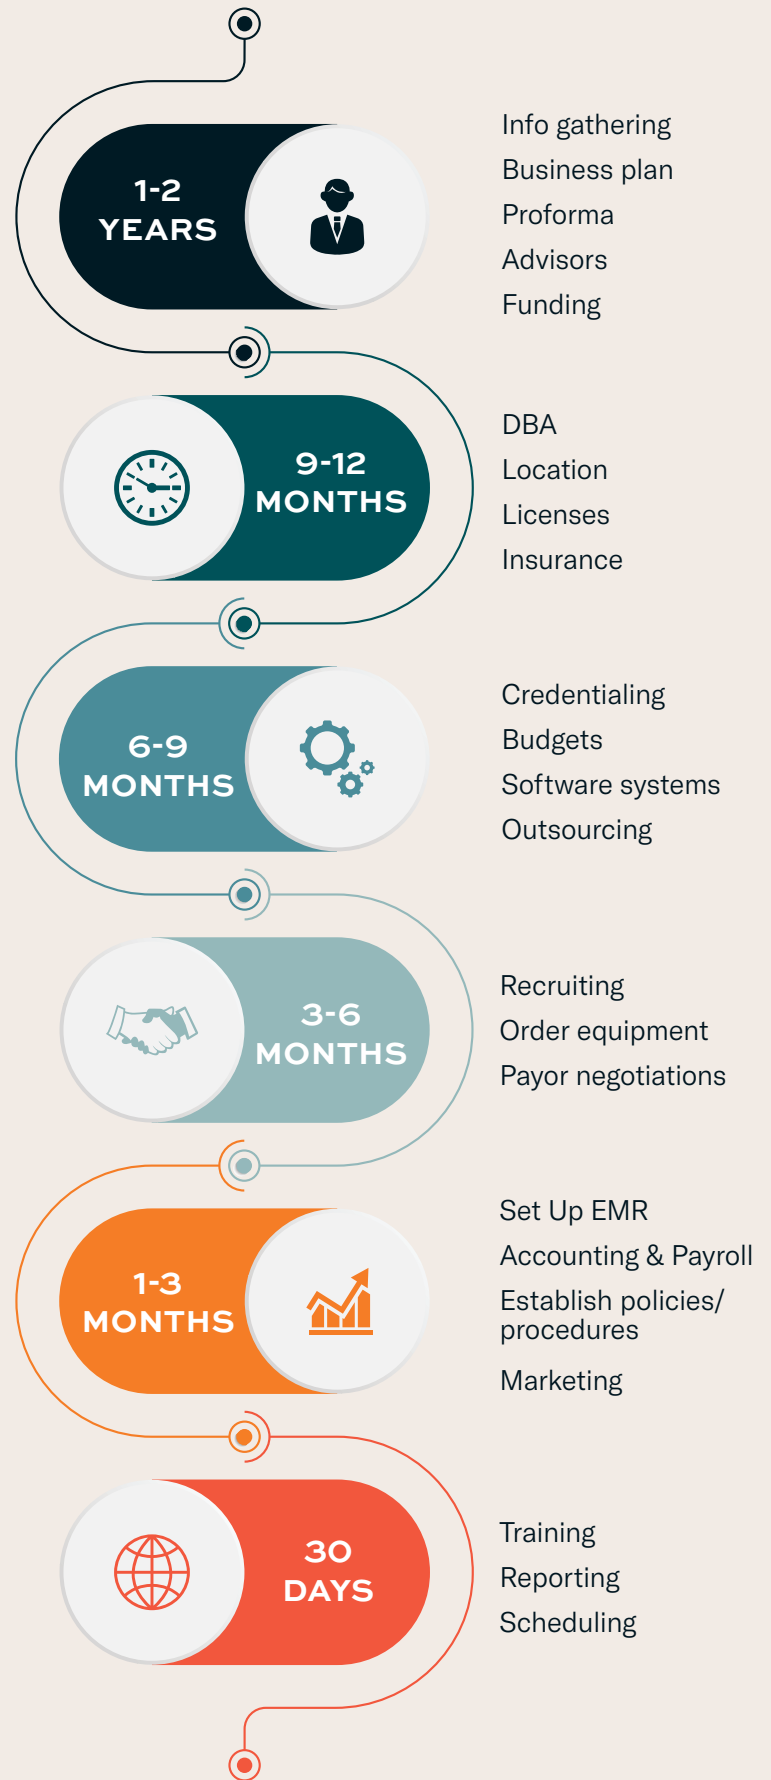 1-2
YEARS
Info gathering
Business plan
Proforma
Advisors
Funding
9-12
MONTHS
DBA
Location
Licenses
Insurance
6-9
MONTHS
Credentialing
Budgets
Software systems
Outsourcing
3-6
MONTHS
Recruiting
Order equipment
Payor negotiations
1-3
MONTHS
Set Up EMR
Accounting & Payroll
Establish policies/
procedures
Marketing
30
DAYS
Training
Reporting
Scheduling